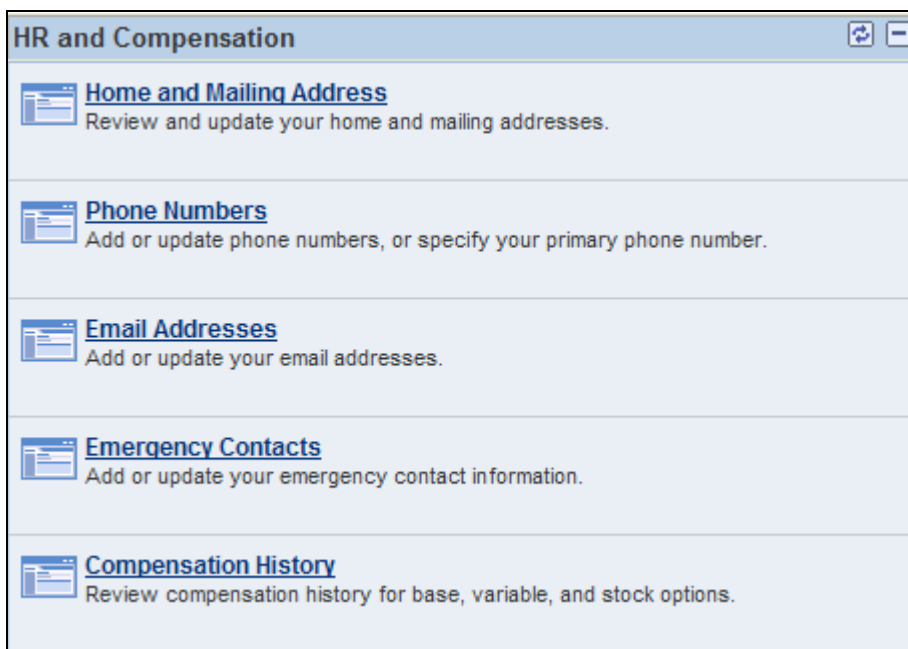 HR and Compensation
Home and Mailing Address
Review and update your home and mailing addresses.
Phone Numbers
Add or update phone numbers, or specify your primary phone number.
Email Addresses
Add or update your email addresses.
Emergency Contacts
Add or update your emergency contact information.
Compensation History
Review compensation history for base, variable, and stock options.